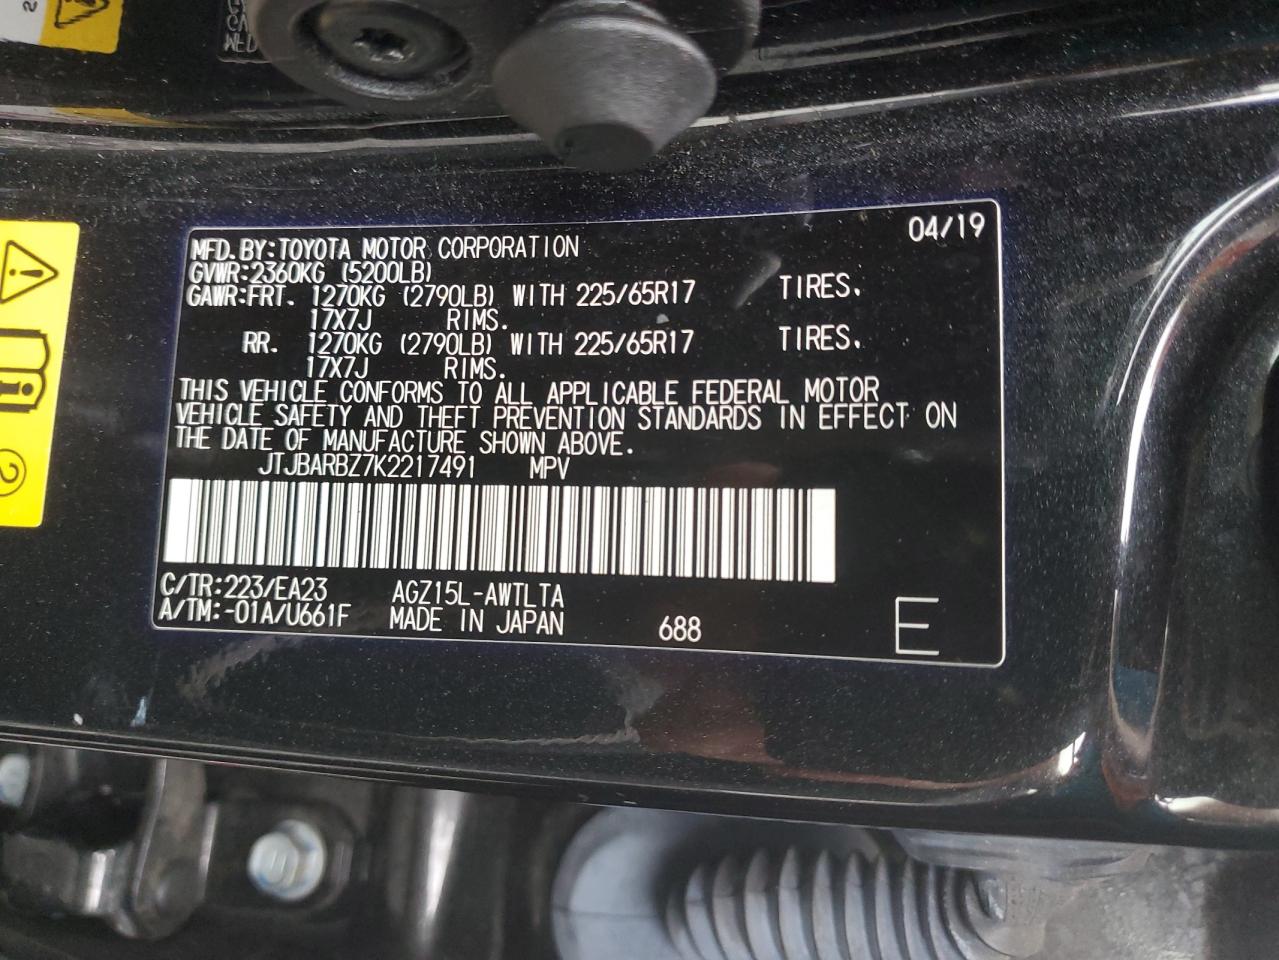 04/19
MFD.BY:TOYOTA MOTOR CORPORATION
GVWR:2360KG (5200LB)
GAWR:FRT. 1270KG (2790LB) WITH 225/65R17 TIRES.
17X7J RIMS.
RR. 1270KG (2790LB) WITH 225/65R17 TIRES.
17X7J RIMS.
THIS VEHICLE CONFORMS TO ALL APPLICABLE FEDERAL MOTOR
VEHICLE SAFETY AND THEFT PREVENTION STANDARDS IN EFFECT ON
THE DATE OF MANUFACTURE SHOWN ABOVE.
JTJBARBZ7K2217491 MPV
C/TR:223/EA23 AGZ15L-AWTLTA
A/TM:-01A/U661F MADE IN JAPAN 688
E
2